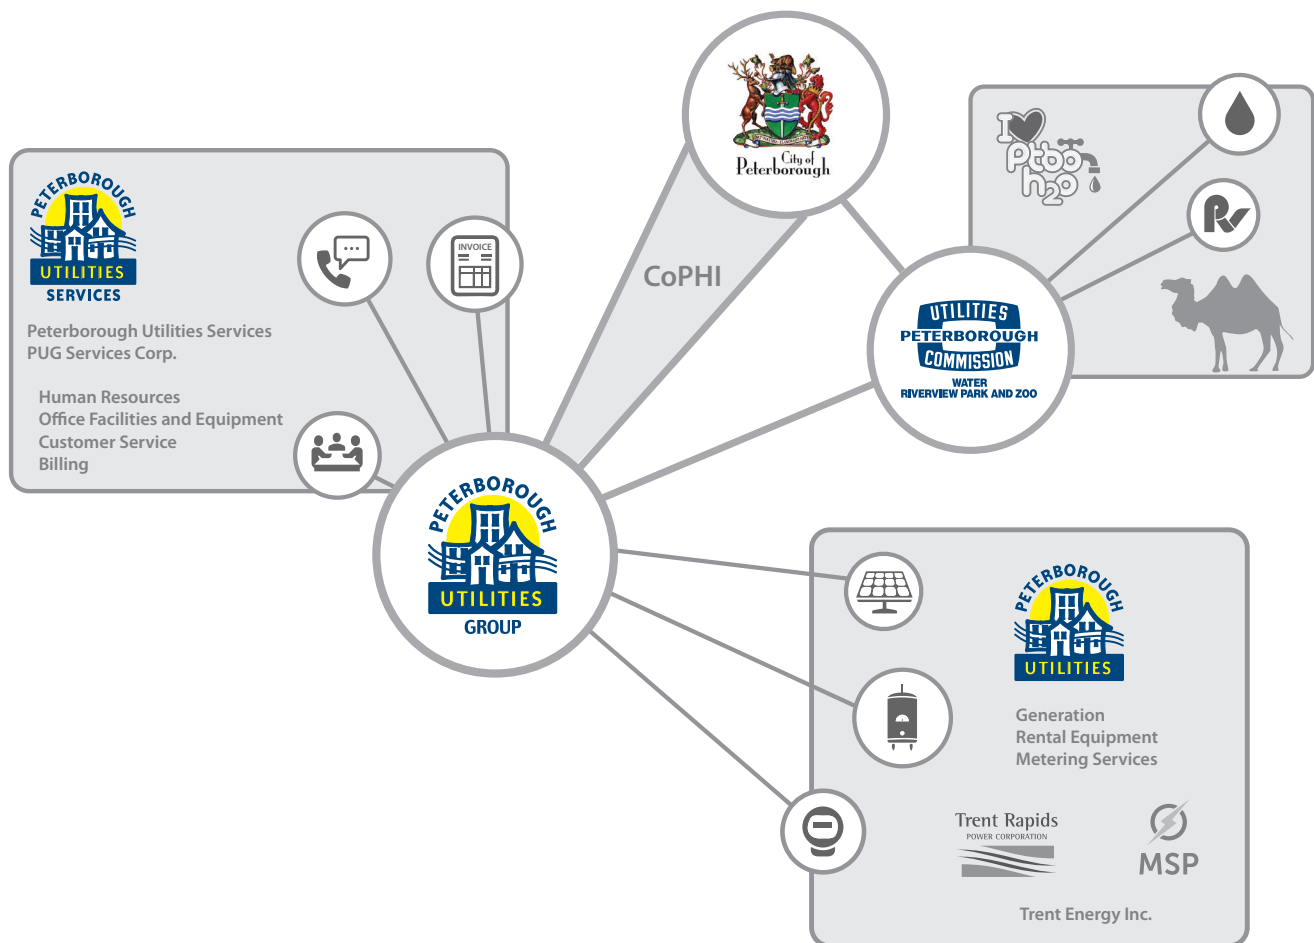 City of
Peterborough
I
Ptbo
h2o
PETERBOROUGH
UTILITIES
SERVICES
Peterborough Utilities Services
PUG Services Corp.
Human Resources
Office Facilities and Equipment
Customer Service
Billing
INVOICE
CoPHI
UTILITIES
PETERBOROUGH
COMMISSION
WATER
RIVERVIEW PARK AND ZOO
R
PETERBOROUGH
UTILITIES
GROUP
PETERBOROUGH
UTILITIES
Generation
Rental Equipment
Metering Services
Trent Rapids
POWER CORPORATION
MSP
Trent Energy Inc.